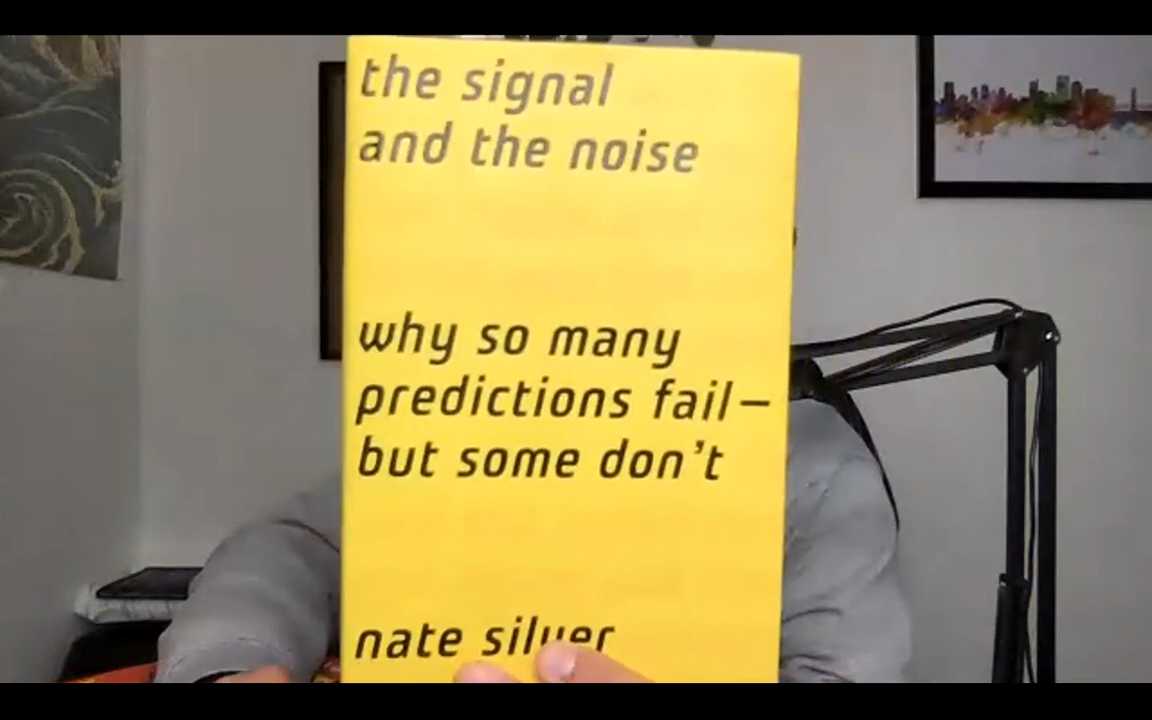 the signal
and the noise
why so many
predictions fail—
but some don't
nate silver